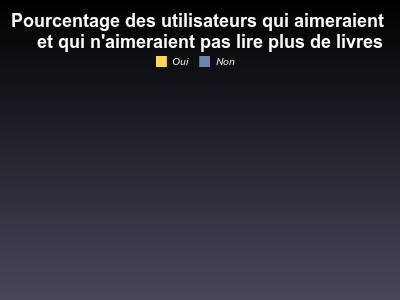 Pourcentage des utilisateurs qui aimeraient
et qui n'aimeraient pas lire plus de livres
Oui Non